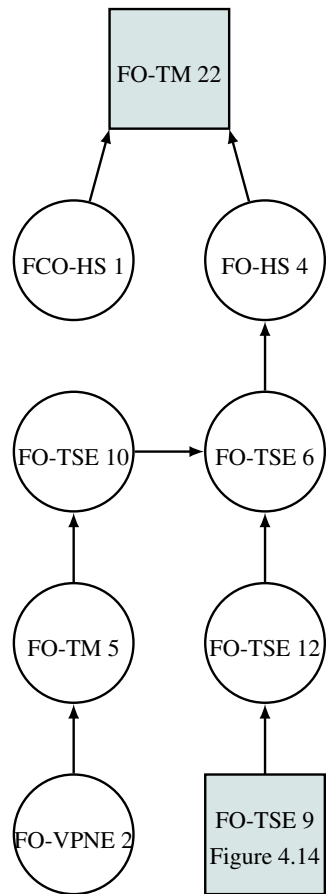 FO-TM 22
FCO-HS 1
FO-HS 4
FO-TSE 10
FO-TSE 6
FO-TM 5
FO-TSE 12
FO-VPNE 2
FO-TSE 9
Figure 4.14